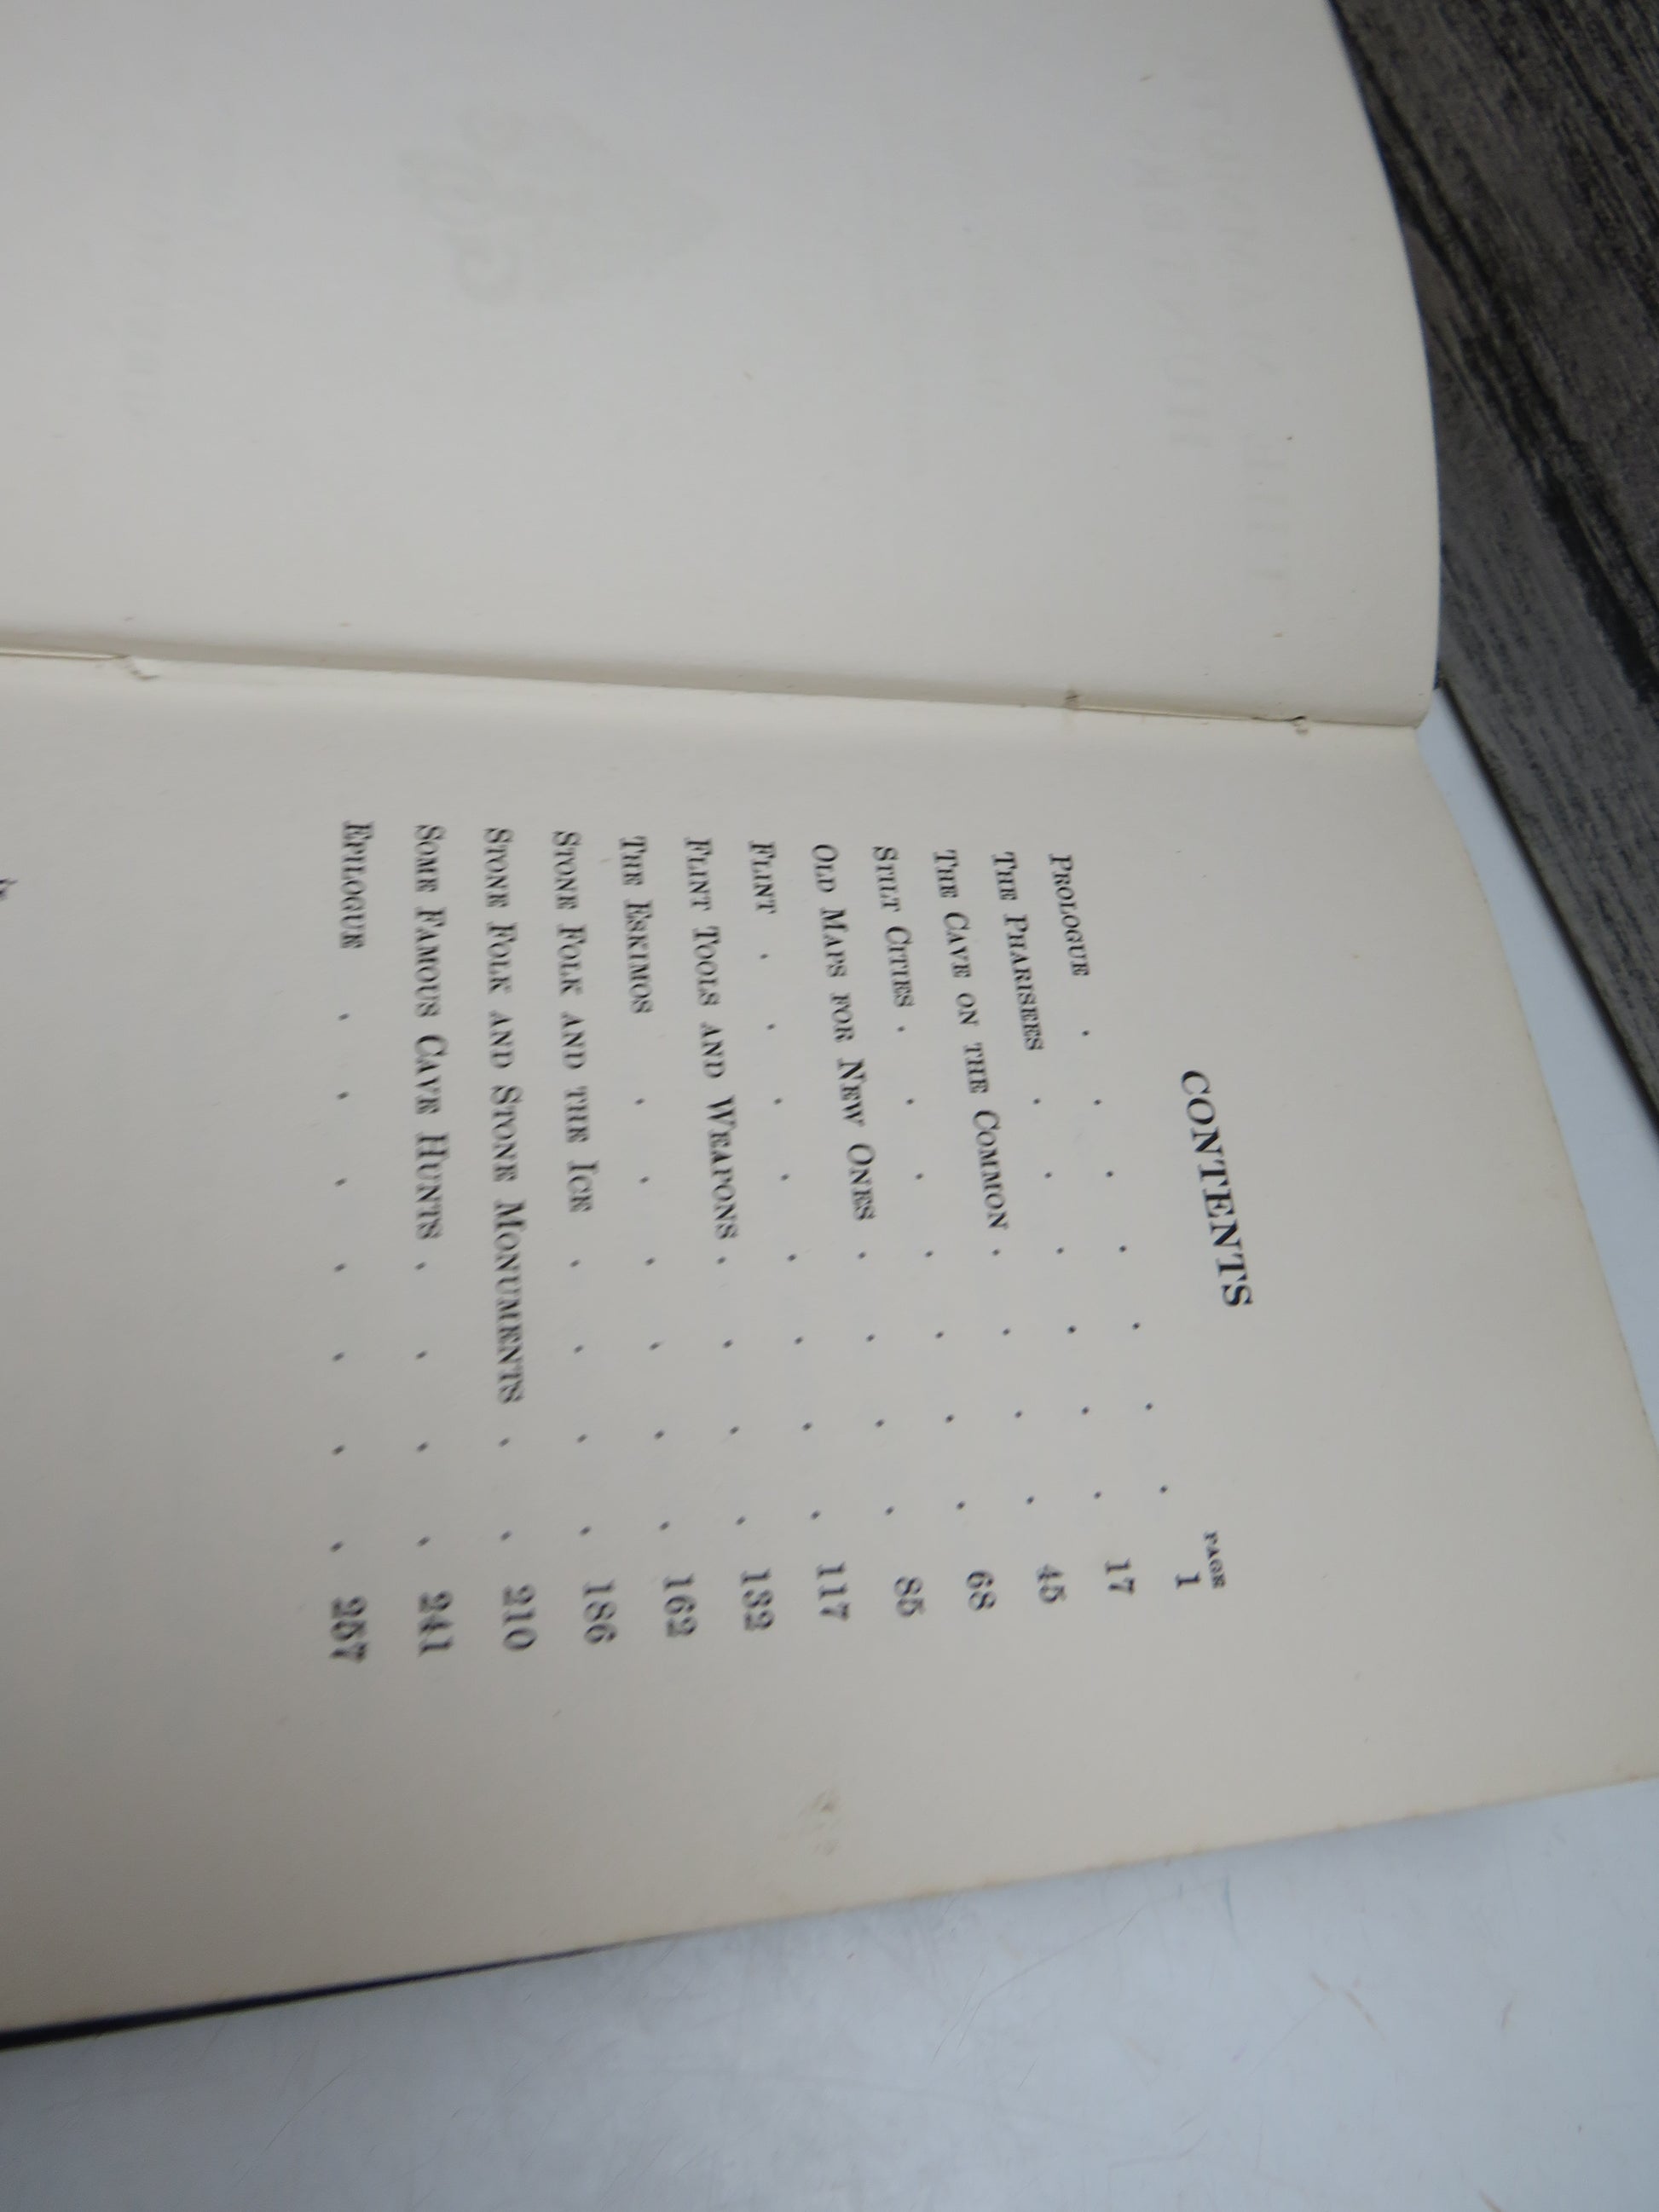 CONTENTS
PAGE
PROLOGUE . . . . . . . 1
THE PHARISEES . . . . . . 17
THE CAVE ON THE COMMON . . . . 45
STILT CITIES . . . . . . 68
OLD MAPS FOR NEW ONES . . . . 85
FLINT . . . . . . . . 117
FLINT TOOLS AND WEAPONS . . . . 132
THE ESKIMOS . . . . . . 162
STONE FOLK AND THE ICE . . . . 186
STONE FOLK AND STONE MONUMENTS . . 210
SOME FAMOUS CAVE HUNTS . . . . 241
EPILOGUE . . . . . . . 257